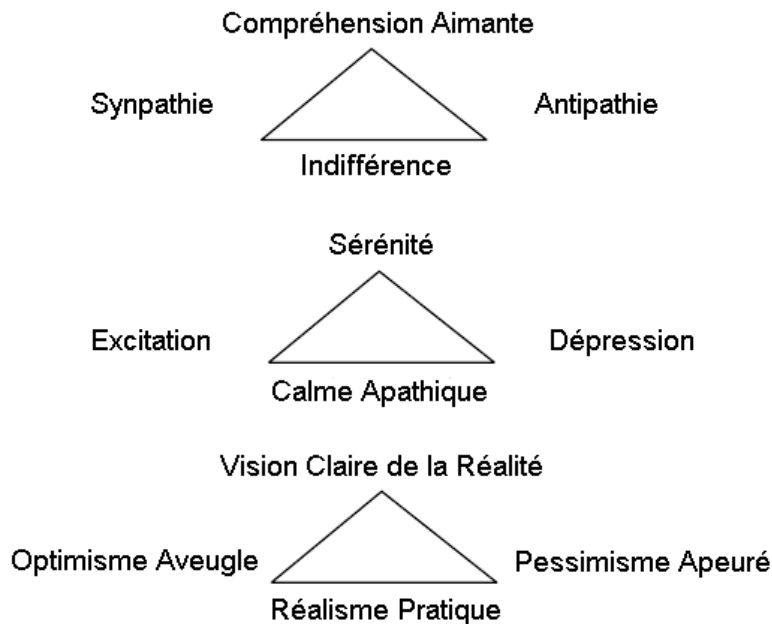 Compréhension Aimante
Synpathie
Antipathie
Indifférence
Sérénité
Excitation
Dépression
Calme Apathique
Vision Claire de la Réalité
Optimisme Aveugle
Pessimisme Apeuré
Réalisme Pratique